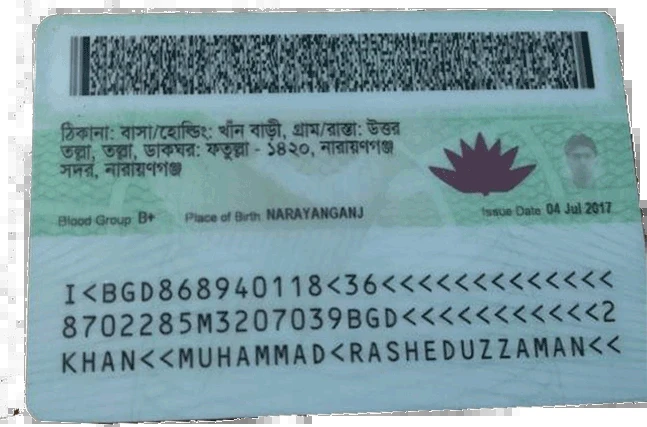 ঠিকানা: বাসা/হোল্ডিং: খাঁন বাড়ী, গ্রাম/রাস্তা: উত্তর
তল্লা, তল্লা, ডাকঘর: ফতুল্লা - ১৪২০, নারায়ণগঞ্জ
সদর, নারায়ণগঞ্জ
Blood Group B+ Place of Birth NARAYANGANJ Issue Date 04 Jul 2017
I<BGD868940118<36<<<<<<<<<<<<<
8702285M3207039BGD<<<<<<<<<<<2
KHAN<<MUHAMMAD<RASHEDUZZAMAN<<